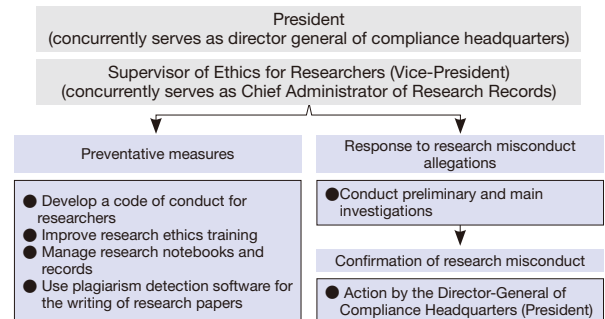 President
(concurrently serves as director general of compliance headquarters)
Supervisor of Ethics for Researchers (Vice-President)
(concurrently serves as Chief Administrator of Research Records)
Preventative measures
● Develop a code of conduct for
researchers
● Improve research ethics training
● Manage research notebooks and
records
● Use plagiarism detection software for
the writing of research papers
Response to research misconduct
allegations
●Conduct preliminary and main
investigations
Confirmation of research misconduct
● Action by the Director-General of
Compliance Headquarters (President)